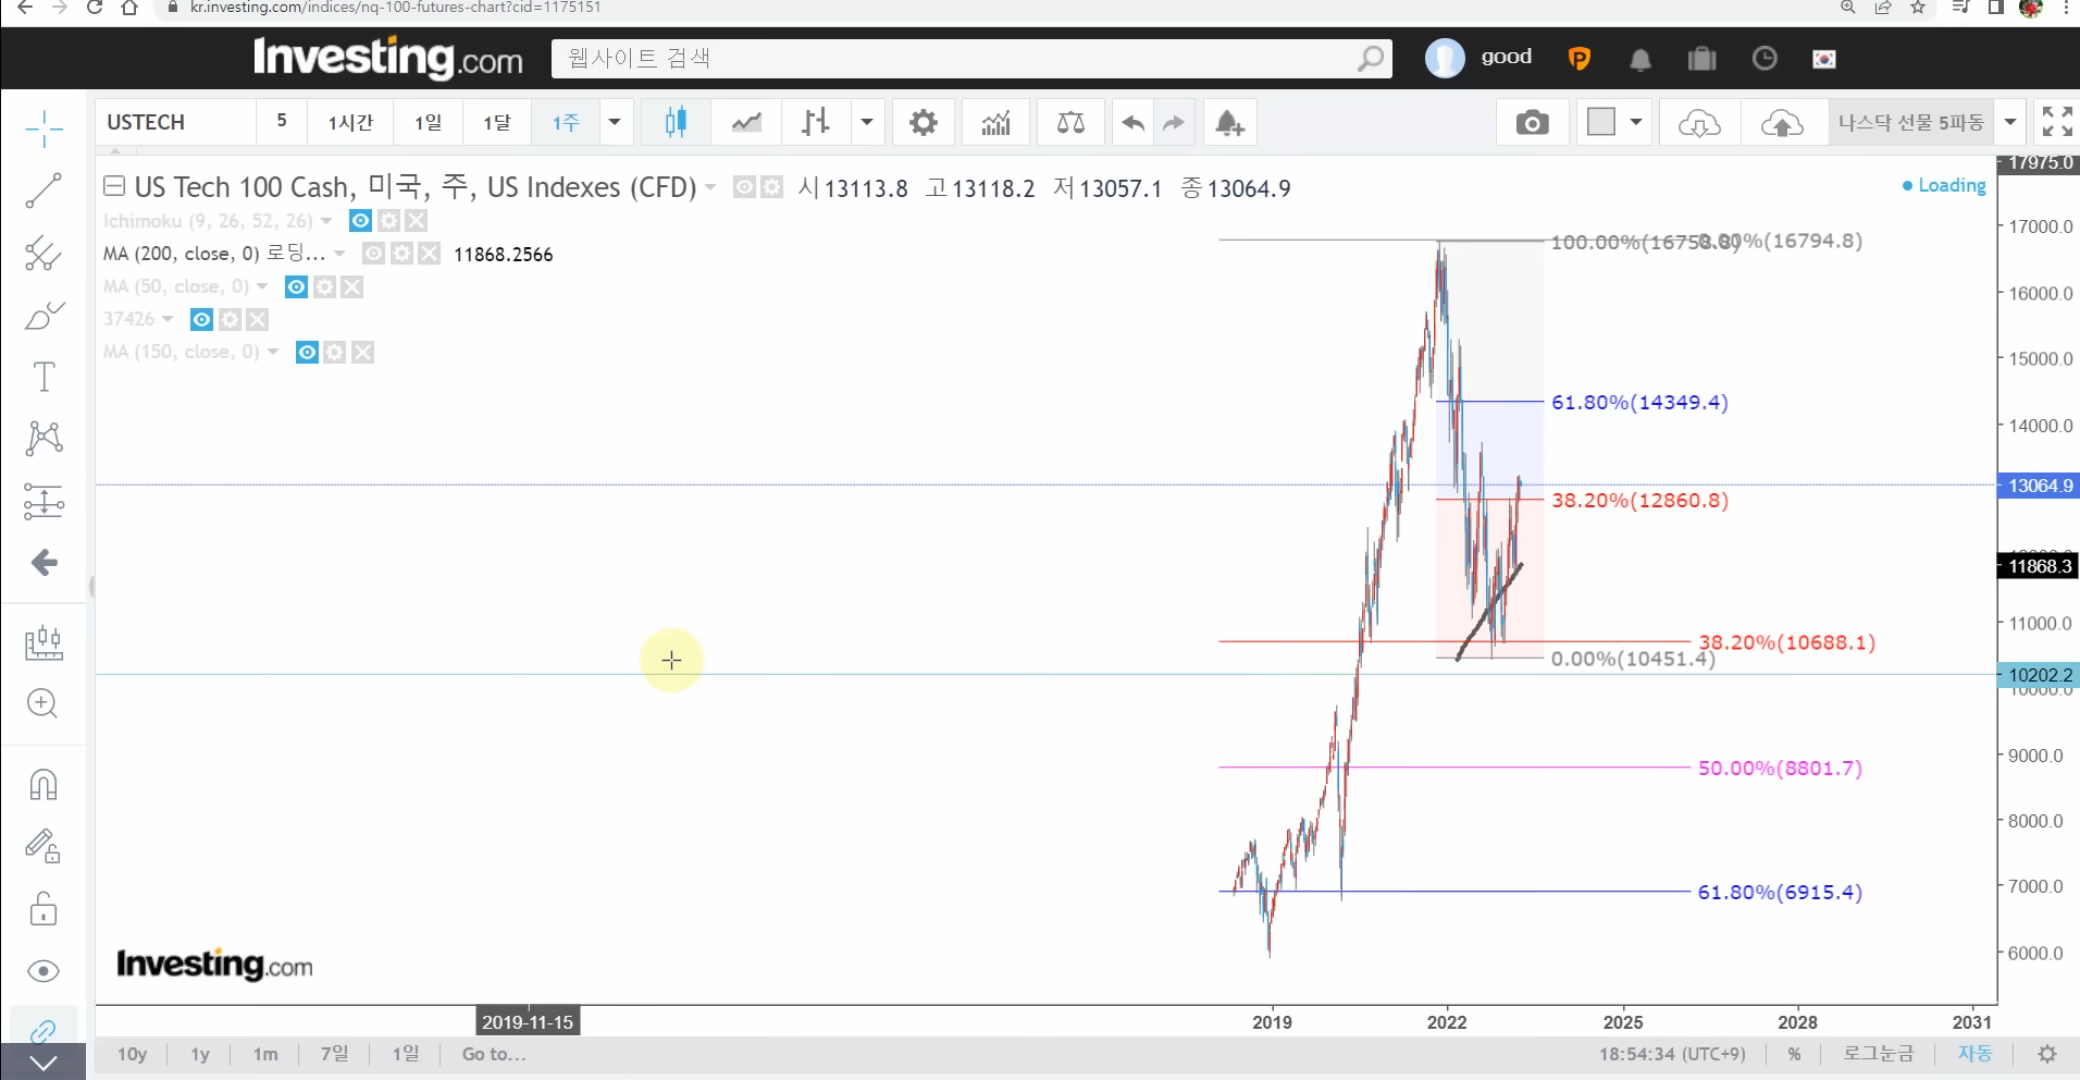 kr.investing.com/indices/nq-100-futures-chart?cid=1175151
Investing.com 웹사이트 검색 good
USTECH 5 1시간 1일 1달 1주 나스닥 선물 5파동
US Tech 100 Cash, 미국, 주, US Indexes (CFD) 시 13113.8 고 13118.2 저 13057.1 종 13064.9
Loading
Ichimoku (9, 26, 52, 26)
MA (200, close, 0) 로딩... 11868.2566
MA (50, close, 0)
37426
MA (150, close, 0)
17975.0
17000.0
100.00%(16758.8)
0.00%(16794.8)
16000.0
15000.0
61.80%(14349.4)
14000.0
13064.9
38.20%(12860.8)
11868.3
11000.0
38.20%(10688.1)
0.00%(10451.4)
10202.2
10000.0
9000.0
50.00%(8801.7)
8000.0
7000.0
61.80%(6915.4)
6000.0
Investing.com
2019-11-15 2019 2022 2025 2028 2031
10y 1y 1m 7일 1일 Go to... 18:54:34 (UTC+9) % 로그눈금 자동